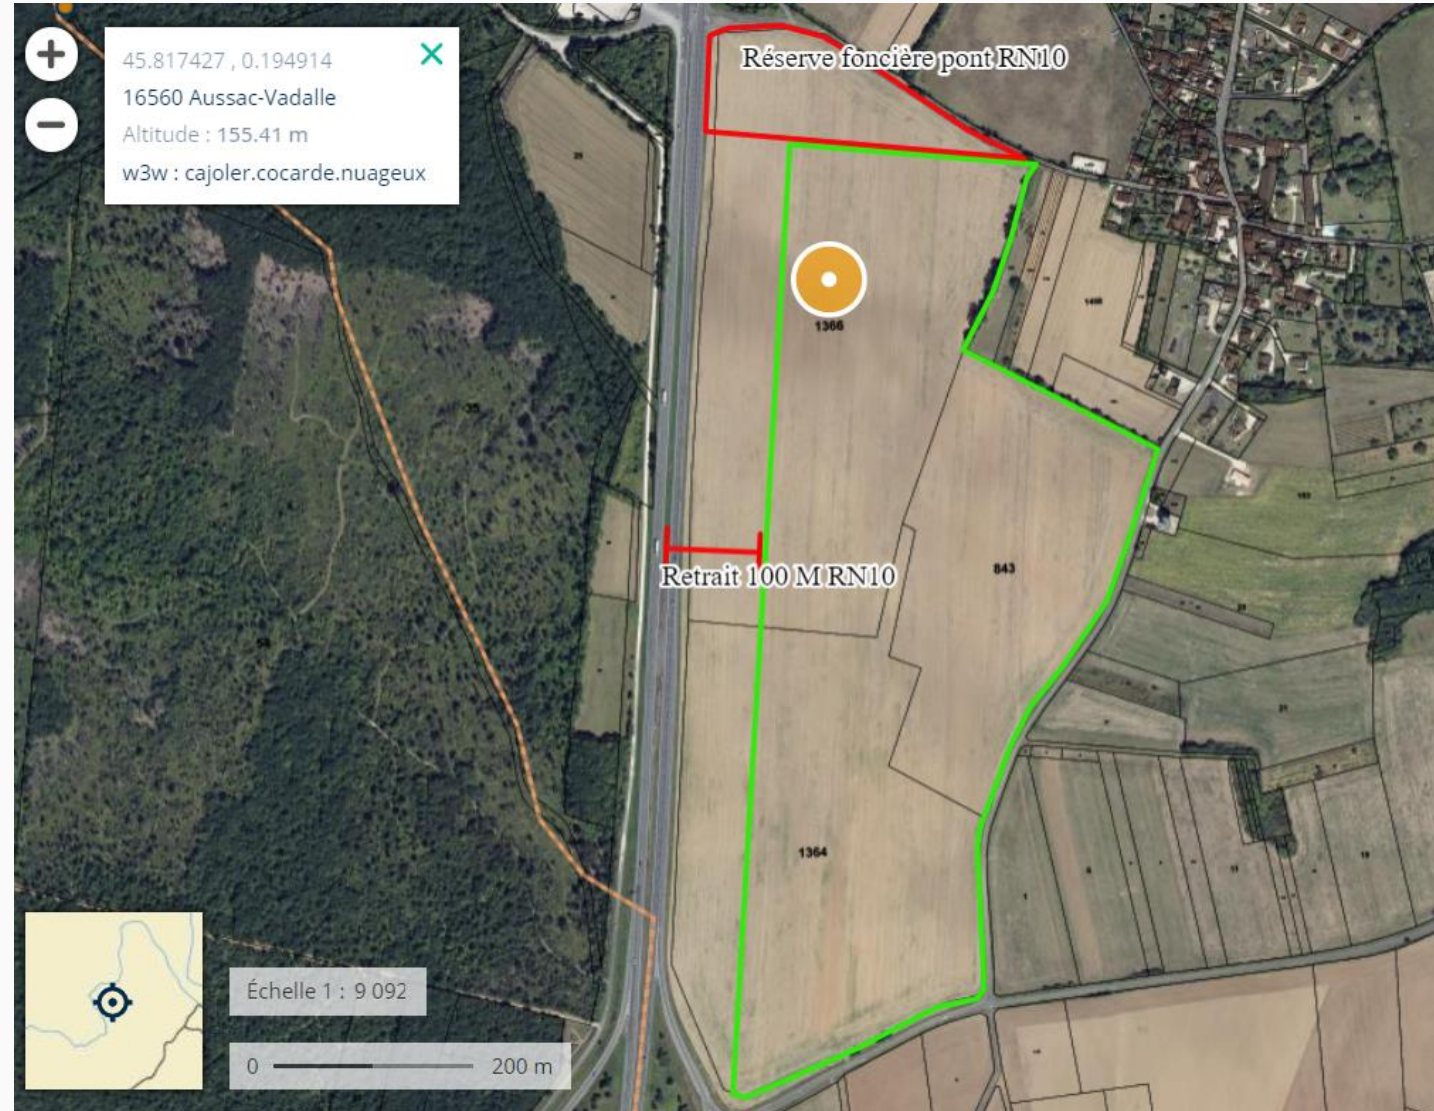 45.817427 , 0.194914
16560 Aussac-Vadalle
Altitude : 155.41 m
w3w : cajoler.cocarde.nuageux
Réserve foncière pont RN10
1366
Retrait 100 M RN10
843
1364
Échelle 1 : 9 092
0 200 m